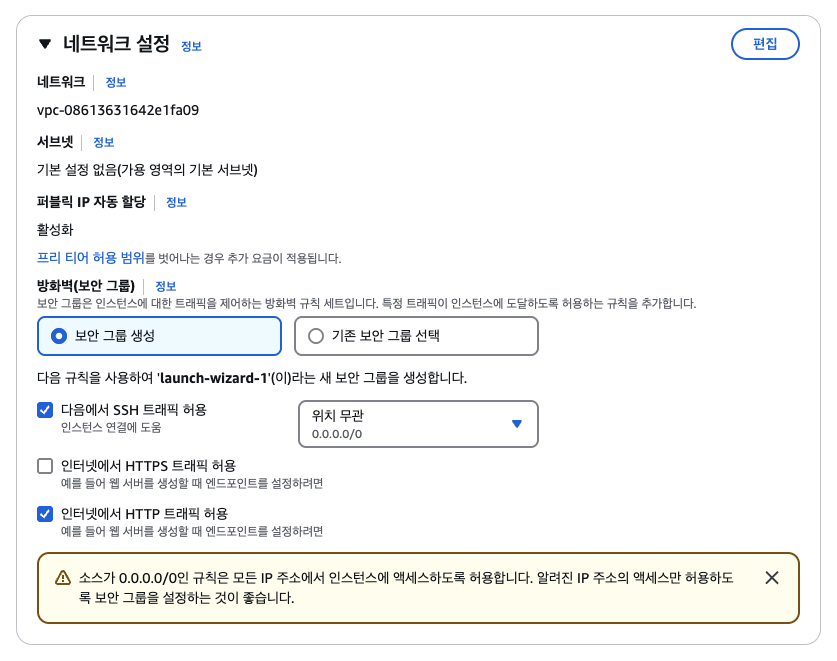 네트워크 설정 정보
편집
네트워크 정보
vpc-08613631642e1fa09
서브넷 정보
기본 설정 없음(가용 영역의 기본 서브넷)
퍼블릭 IP 자동 할당 정보
활성화
프리 티어 허용 범위를 벗어나는 경우 추가 요금이 적용됩니다.
방화벽(보안 그룹) 정보
보안 그룹은 인스턴스에 대한 트래픽을 제어하는 방화벽 규칙 세트입니다. 특정 트래픽이 인스턴스에 도달하도록 허용하는 규칙을 추가합니다.
보안 그룹 생성
기존 보안 그룹 선택
다음 규칙을 사용하여 'launch-wizard-1'(이)라는 새 보안 그룹을 생성합니다.
다음에서 SSH 트래픽 허용
인스턴스 연결에 도움
위치 무관
0.0.0.0/0
인터넷에서 HTTPS 트래픽 허용
예를 들어 웹 서버를 생성할 때 엔드포인트를 설정하려면
인터넷에서 HTTP 트래픽 허용
예를 들어 웹 서버를 생성할 때 엔드포인트를 설정하려면
소스가 0.0.0.0/0인 규칙은 모든 IP 주소에서 인스턴스에 액세스하도록 허용합니다. 알려진 IP 주소의 액세스만 허용하도
록 보안 그룹을 설정하는 것이 좋습니다.